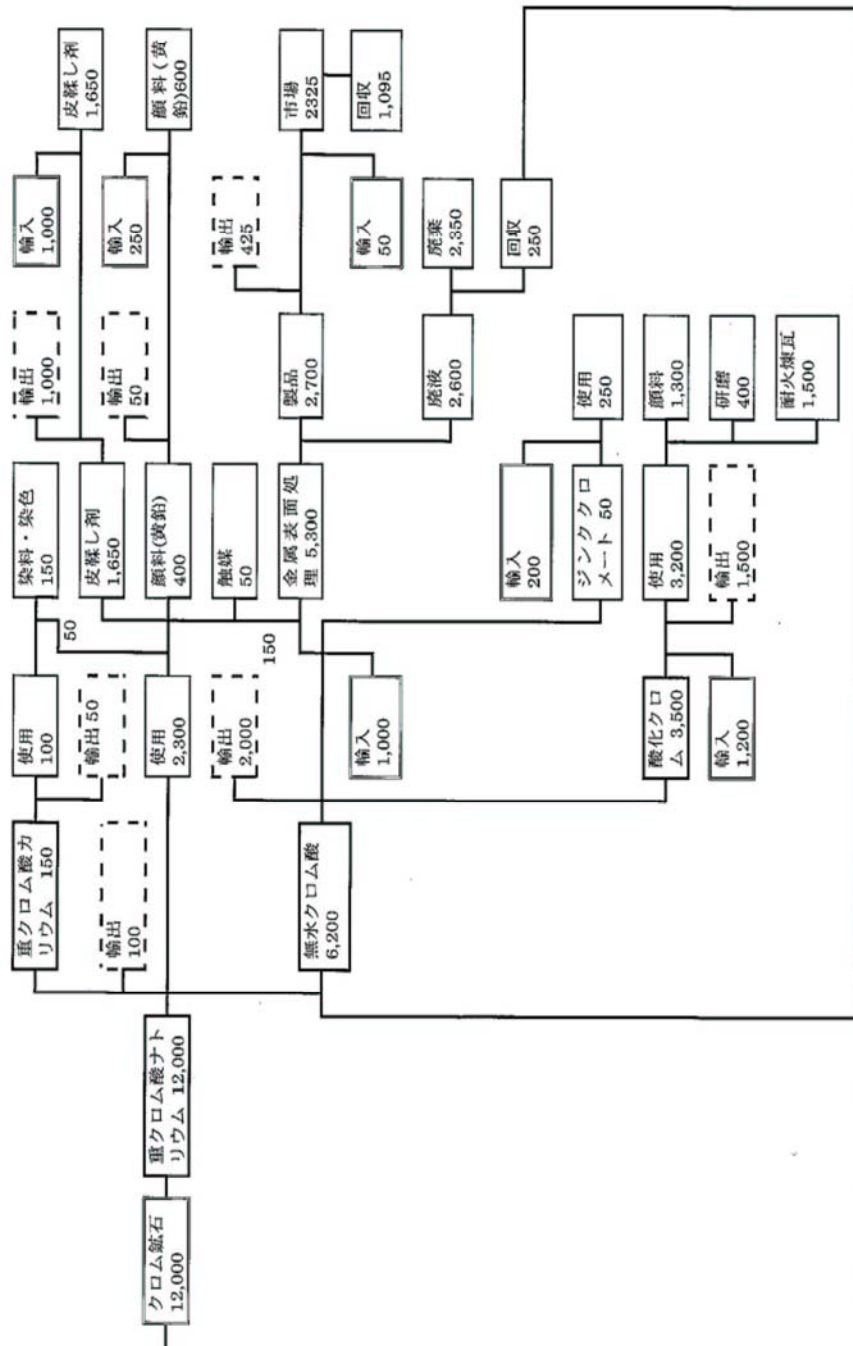 クロム鉱石
12,000
重クロム酸ナト
リウム 12,000
重クロム酸カ
リウム 150
輸出
100
無水クロム酸
6,200
使用
100
輸出 50
使用
2,300
輸出
2,000
輸入
1,000
酸化クロ
ム 3,500
輸入
1,200
50
150
染料・染色
150
皮鞣し剤
1,650
顔料(黄鉛)
400
触媒
50
金属表面処
理 5,300
輸入
200
ジンククロ
メート 50
使用
3,200
輸出
1,500
輸出
1,000
輸出
50
製品
2,700
廃液
2,600
使用
250
顔料
1,300
研磨
400
耐火煉瓦
1,500
輸入
1,000
輸入
250
輸出
425
輸入
50
廃棄
2,350
回収
250
皮鞣し剤
1,650
顔料(黄
鉛)600
市場
2325
回収
1,095